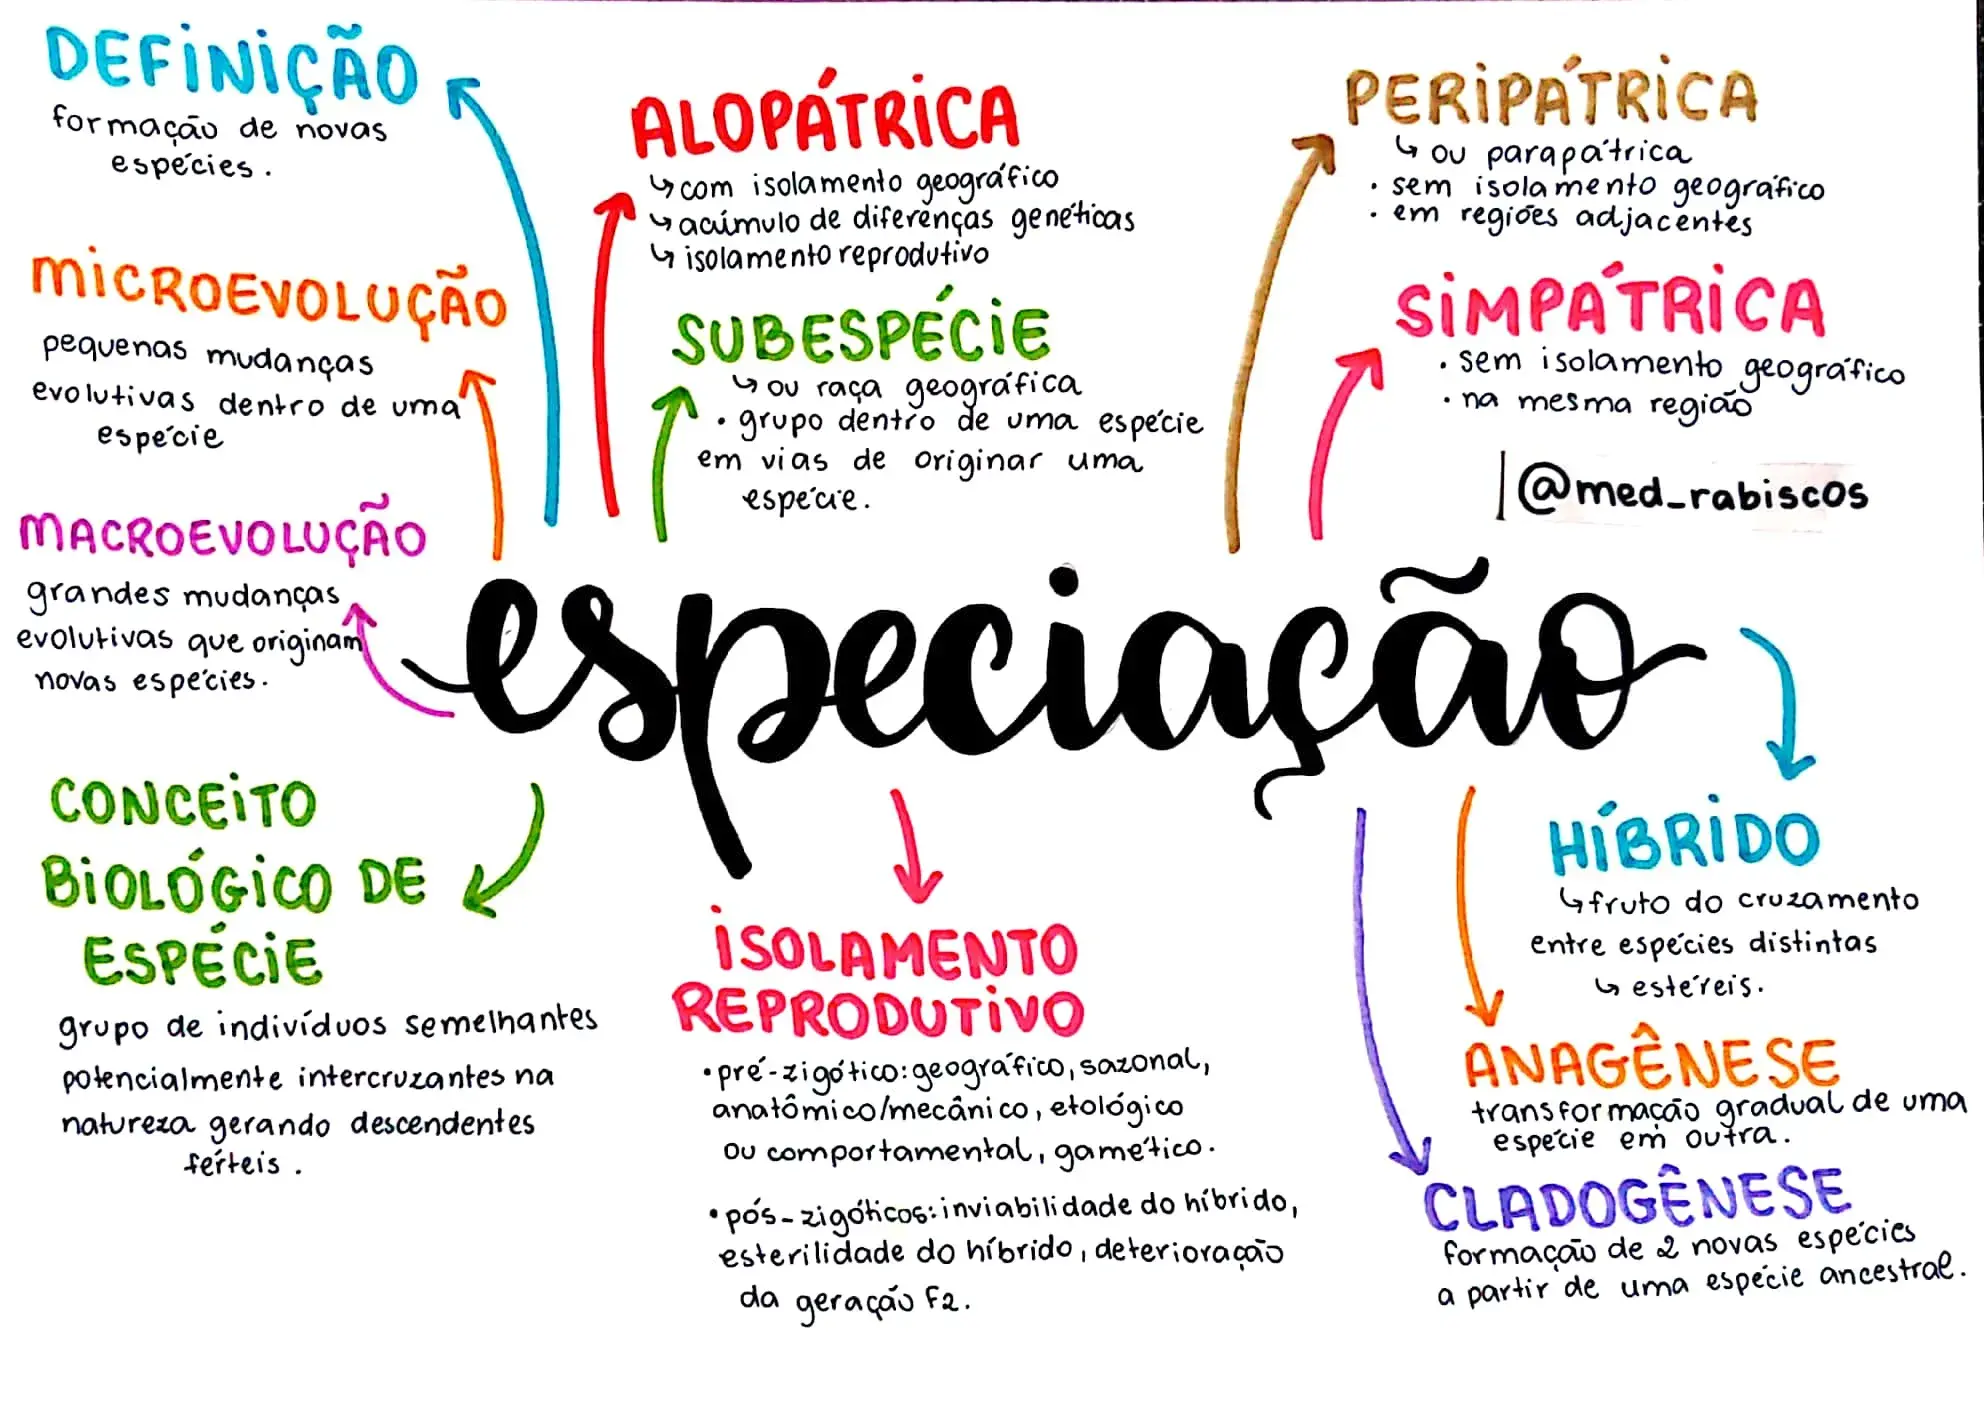 DEFINIÇÃO
formação de novas
espécies.
MICROEVOLUÇÃO
pequenas mudanças
evolutivas dentro de uma
espécie
MACROEVOLUÇÃO
grandes mudanças
evolutivas que originam
novas espécies.
ALOPÁTRICA
↳ com isolamento geográfico
↳ acúmulo de diferenças genéticas
↳ isolamento reprodutivo
SUBESPÉCIE
↳ ou raça geográfica
• grupo dentro de uma espécie
em vias de originar uma
espécie.
PERIPÁTRICA
↳ ou parapátrica
• sem isolamento geográfico
• em regiões adjacentes
SIMPÁTRICA
• sem isolamento geográfico
• na mesma região
@med_rabiscos
especiação
CONCEITO
BIOLÓGICO DE
ESPÉCIE
grupo de indivíduos semelhantes
potencialmente intercruzantes na
natureza gerando descendentes
férteis.
ISOLAMENTO
REPRODUTIVO
• pré-zigótico: geográfico, sazonal,
anatômico/mecânico, etológico
ou comportamental, gamético.
• pós-zigóticos: inviabilidade do híbrido,
esterilidade do híbrido, deterioração
da geração F2.
HÍBRIDO
↳ fruto do cruzamento
entre espécies distintas
↳ estéreis.
ANAGÊNESE
transformação gradual de uma
espécie em outra.
CLADOGÊNESE
formação de 2 novas espécies
a partir de uma espécie ancestral.